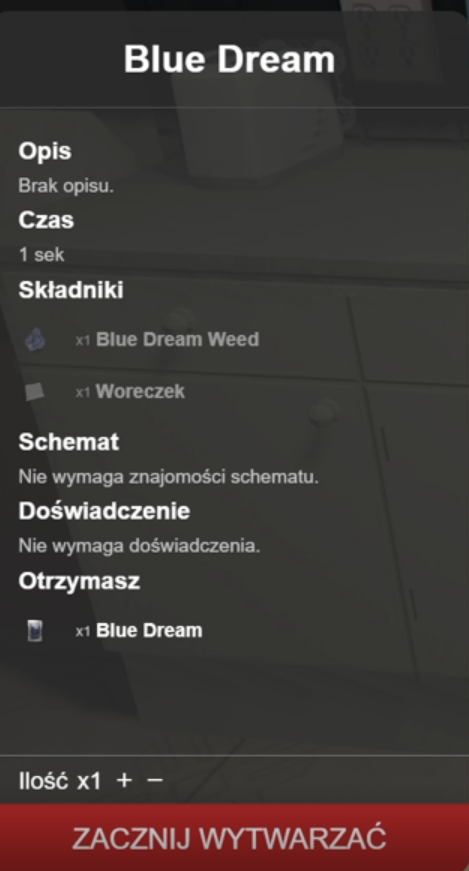 Blue Dream
Opis
Brak opisu.
Czas
1 sek
Składniki
x1 Blue Dream Weed
x1 Woreczek
Schemat
Nie wymaga znajomości schematu.
Doświadczenie
Nie wymaga doświadczenia.
Otrzymasz
x1 Blue Dream
Ilość x1 + −
ZACZNIJ WYTWARZAĆ